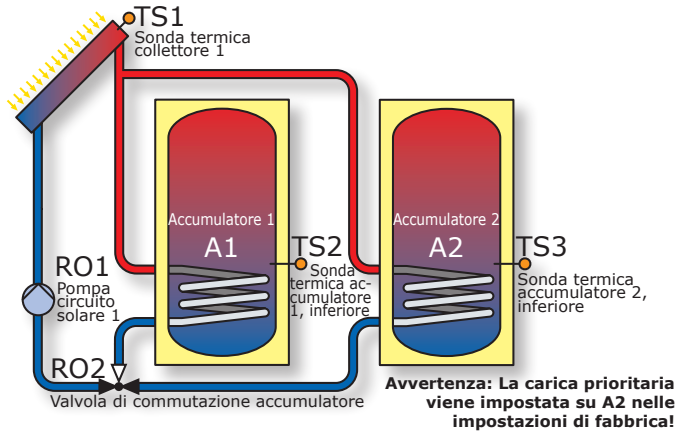 TS1
Sonda termica
collettore 1
Accumulatore 1
A1
Accumulatore 2
A2
TS2
Sonda
termica ac-
cumulatore
1, inferiore
TS3
Sonda termica
accumulatore 2,
inferiore
RO1
Pompa
circuito
solare 1
RO2
Valvola di commutazione accumulatore
Avvertenza: La carica prioritaria
viene impostata su A2 nelle
impostazioni di fabbrica!